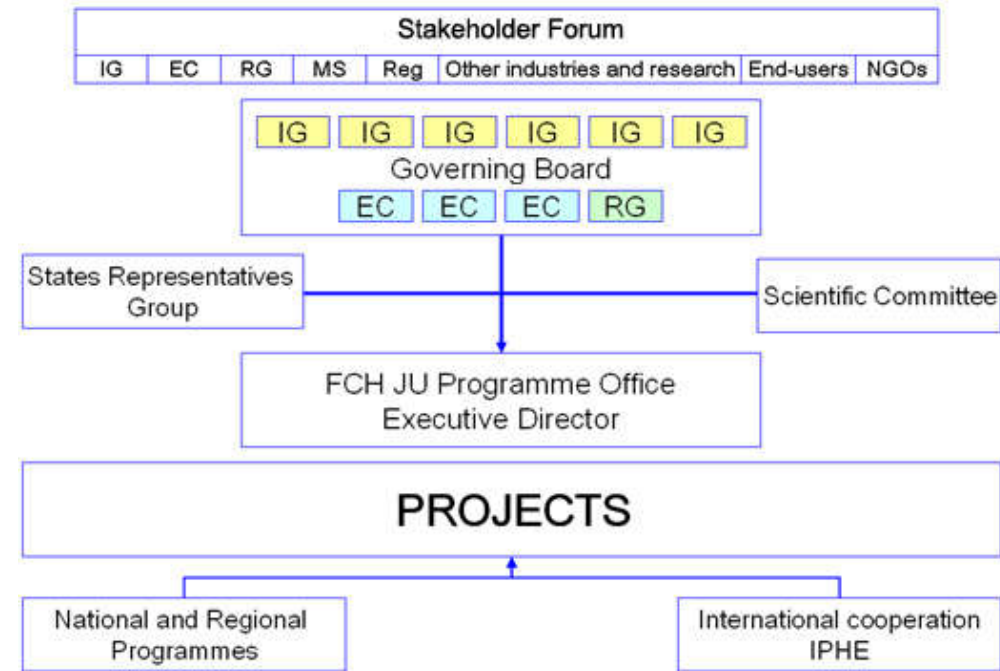 Stakeholder Forum
IG EC RG MS Reg Other industries and research End-users NGOs
IG IG IG IG IG IG
Governing Board
EC EC EC RG
States Representatives
Group
Scientific Committee
FCH JU Programme Office
Executive Director
PROJECTS
National and Regional
Programmes
International cooperation
IPHE